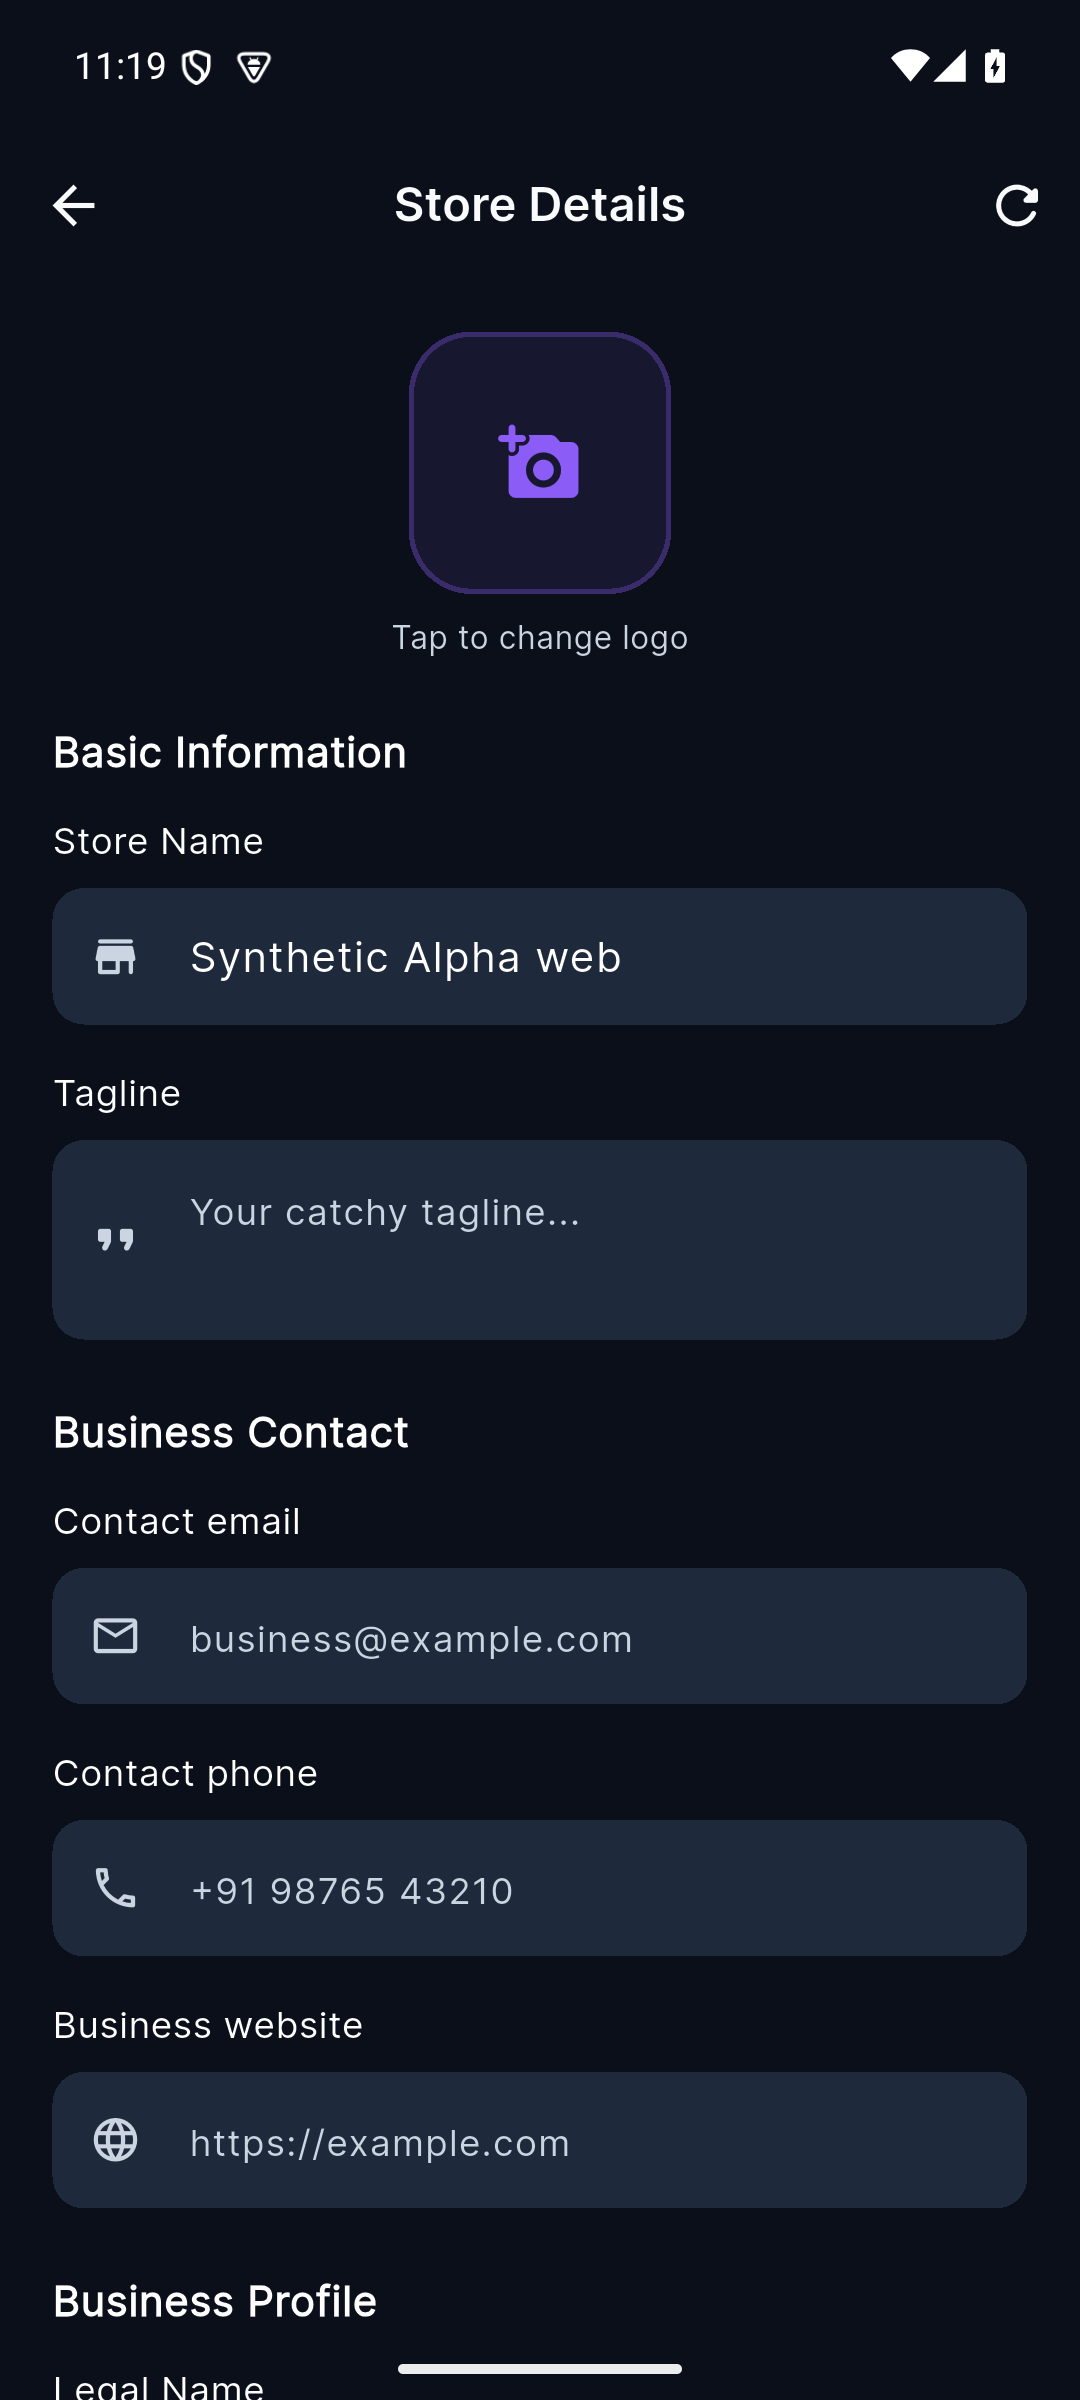 11:19
Store Details
Tap to change logo
Basic Information
Store Name
Synthetic Alpha web
Tagline
Your catchy tagline...
Business Contact
Contact email
business@example.com
Contact phone
+91 98765 43210
Business website
https://example.com
Business Profile
Legal Name